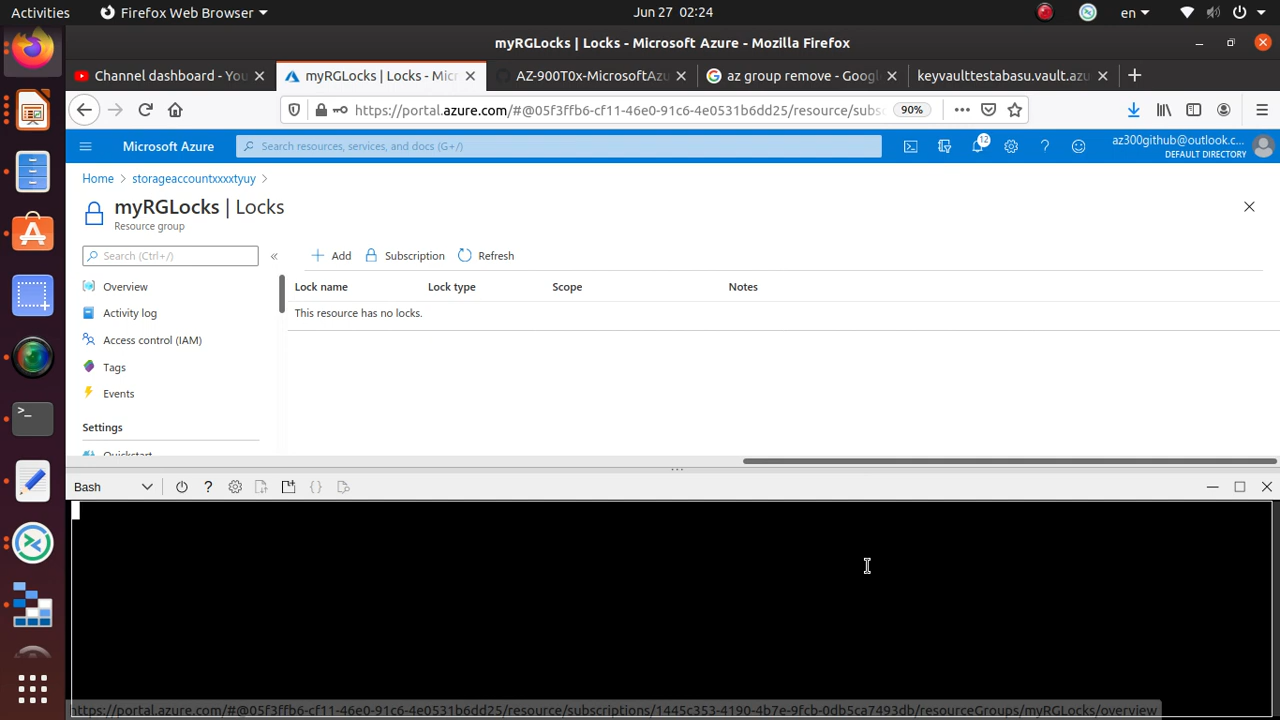 Activities
Firefox Web Browser
Jun 27 02:24
en
myRGLocks | Locks - Microsoft Azure - Mozilla Firefox
Channel dashboard - You
myRGLocks | Locks - Micr
AZ-900T0x-MicrosoftAzu
az group remove - Googl
keyvaulttestabasu.vault.azu
https://portal.azure.com/#@05f3ffb6-cf11-46e0-91c6-4e0531b6dd25/resource/subs
90%
Microsoft Azure
Search resources, services, and docs (G+/)
12
az300github@outlook.c...
DEFAULT DIRECTORY
Home > storageaccountxxxxtyuy >
myRGLocks | Locks
Resource group
Search (Ctrl+/)
«
Add
Subscription
Refresh
Overview
Activity log
Access control (IAM)
Tags
Events
Settings
Quickstart
Lock name
Lock type
Scope
Notes
This resource has no locks.
Bash
https://portal.azure.com/#@05f3ffb6-cf11-46e0-91c6-4e0531b6dd25/resource/subscriptions/1445c353-4190-4b7e-9fcb-0db5ca7493db/resourceGroups/myRGLocks/overview